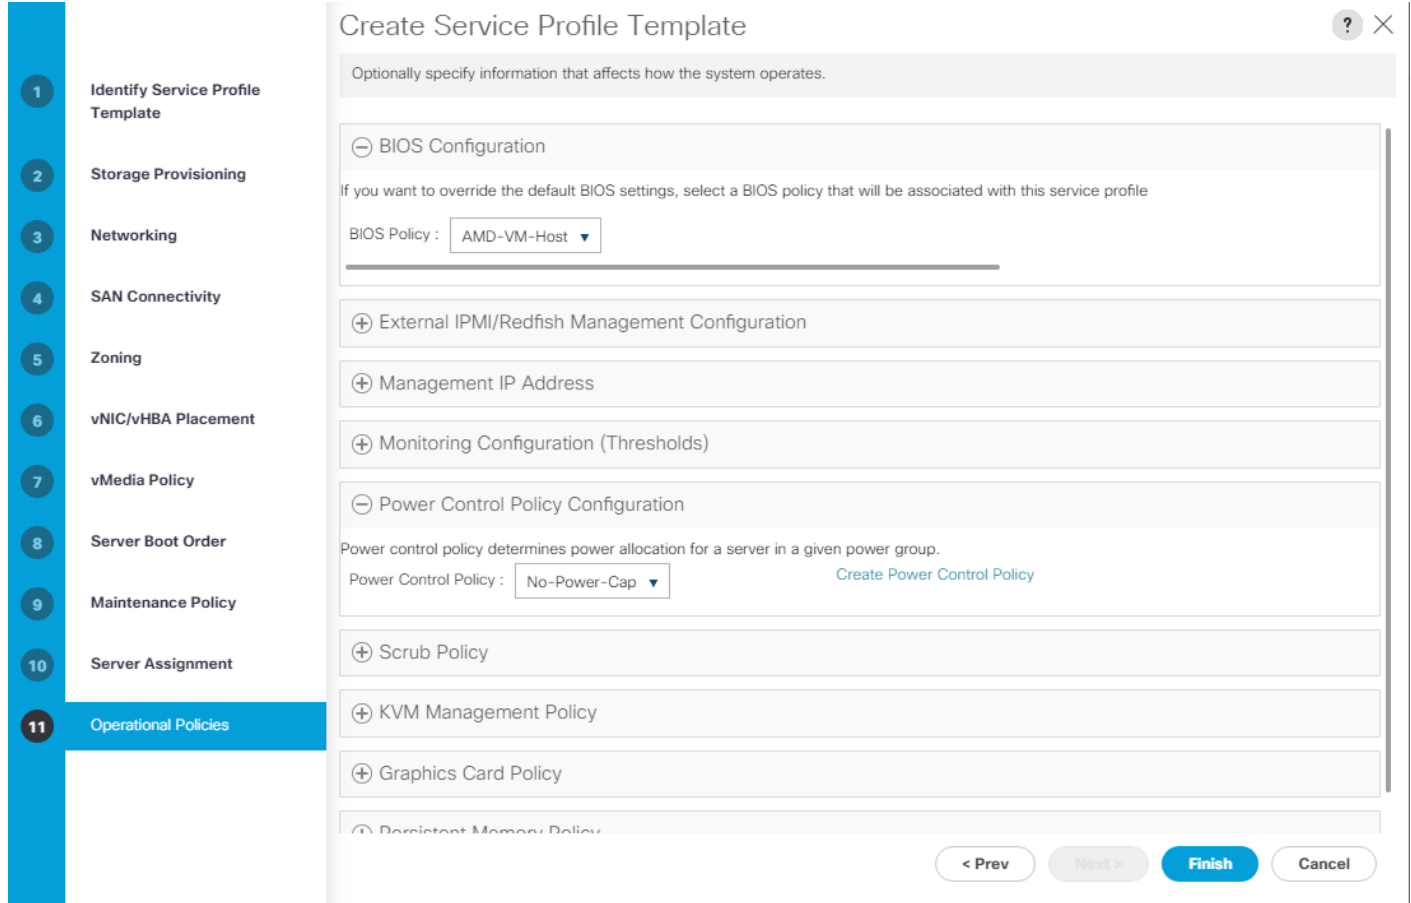 Create Service Profile Template
?
Optionally specify information that affects how the system operates.
1 Identify Service Profile
Template
2 Storage Provisioning
3 Networking
4 SAN Connectivity
5 Zoning
6 vNIC/vHBA Placement
7 vMedia Policy
8 Server Boot Order
9 Maintenance Policy
10 Server Assignment
11 Operational Policies
BIOS Configuration
If you want to override the default BIOS settings, select a BIOS policy that will be associated with this service profile
BIOS Policy : AMD-VM-Host
External IPMI/Redfish Management Configuration
Management IP Address
Monitoring Configuration (Thresholds)
Power Control Policy Configuration
Power control policy determines power allocation for a server in a given power group.
Power Control Policy : No-Power-Cap Create Power Control Policy
Scrub Policy
KVM Management Policy
Graphics Card Policy
Persistent Memory Policy
< Prev Next > Finish Cancel